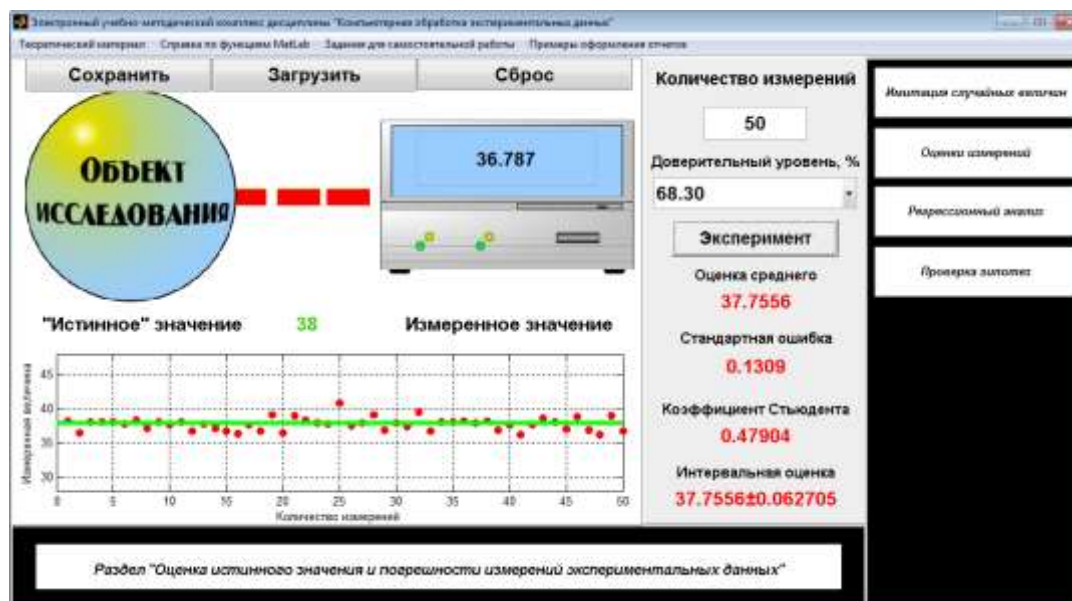 Электронный учебно-методический комплекс дисциплины "Компьютерная обработка экспериментальных данных"
Теоретический материал Справка по функциям MatLab Задания для самостоятельной работы Примеры оформления отчетов
Сохранить Загрузить Сброс
ОБЪЕКТ
ИССЛЕДОВАНИЯ
36.787
"Истинное" значение 38 Измеренное значение
Измеренная величина
45
40
35
30
0 5 10 15 20 25 30 35 40 45 50
Количество измерений
Количество измерений
50
Доверительный уровень, %
68.30
Эксперимент
Оценка среднего
37.7556
Стандартная ошибка
0.1309
Коэффициент Стьюдента
0.47904
Интервальная оценка
37.7556±0.062705
Имитация случайных величин
Оценки измерений
Регрессионный анализ
Проверка гипотез
Раздел "Оценка истинного значения и погрешности измерений экспериментальных данных"